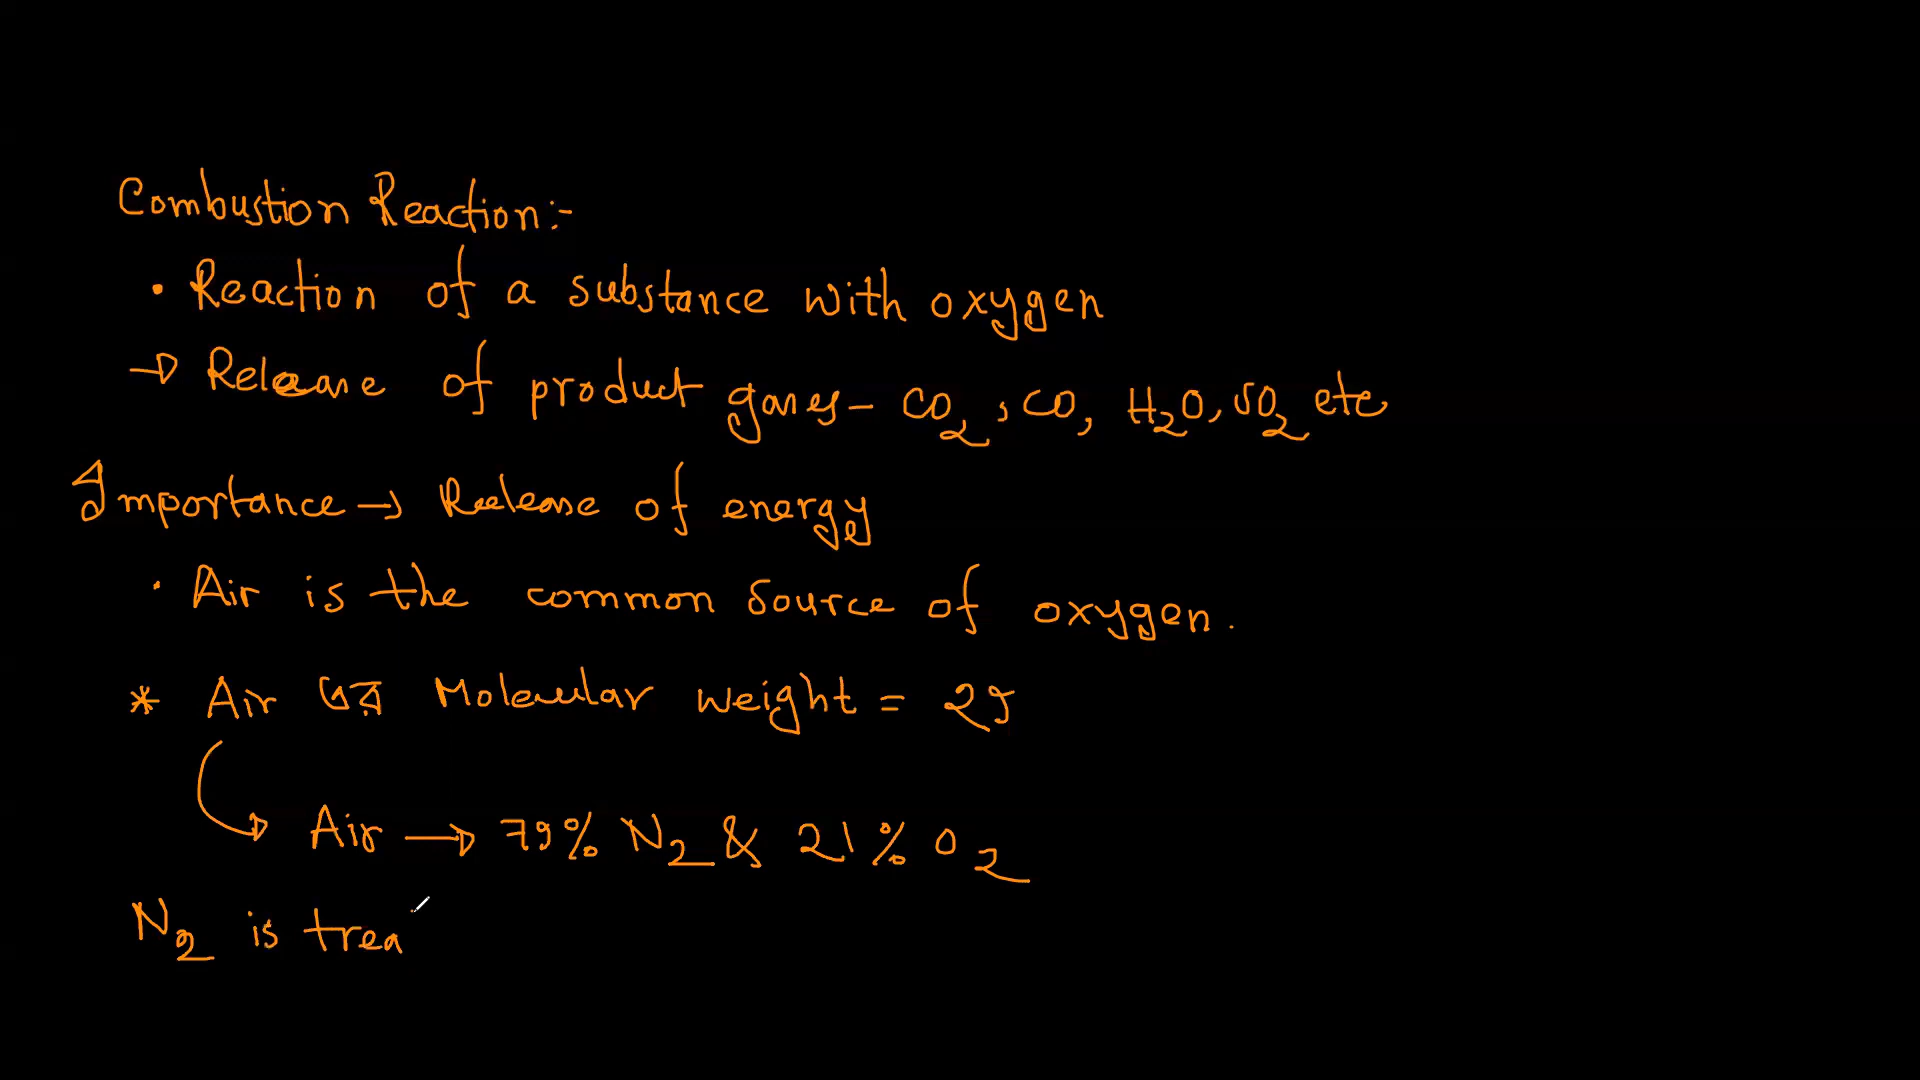 Combustion Reaction:-
• Reaction of a substance with oxygen
→ Release of product gases - CO₂, CO, H₂O, SO₂ etc
Importance → Release of energy
• Air is the common source of oxygen.
* Air এর Molecular weight = 29
Air → 79% N₂ & 21% O₂
N₂ is trea